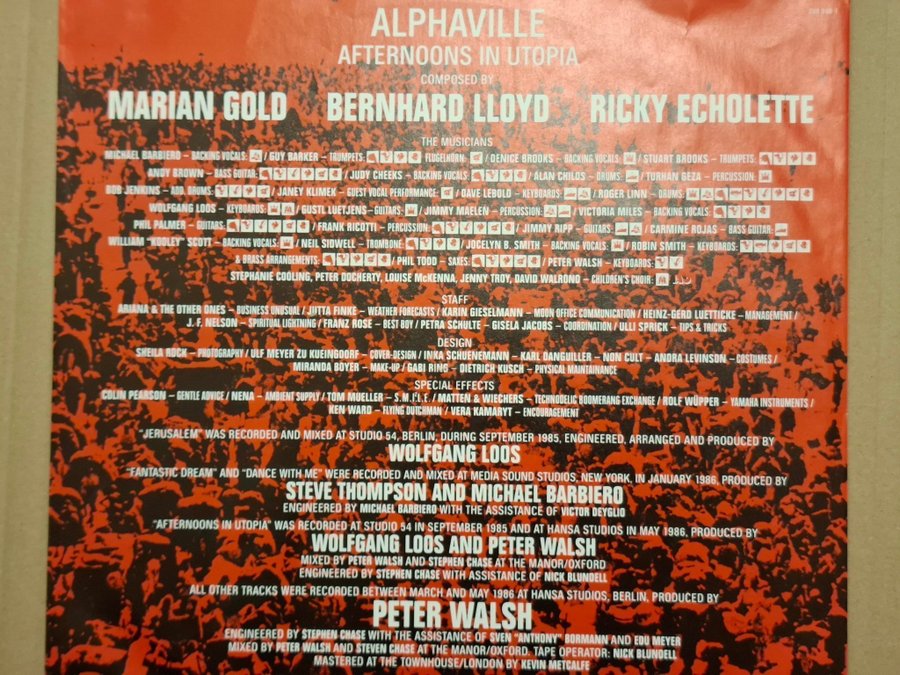 ALPHAVILLE
AFTERNOONS IN UTOPIA
COMPOSED BY
MARIAN GOLD BERNHARD LLOYD RICKY ECHOLETTE
THE MUSICIANS
MICHAEL BARBIERO – BACKING VOCALS: / GUY BARKER – TRUMPETS: FLUGELHORN: / DENICE BROOKS – BACKING VOCALS: / STUART BROOKS – TRUMPETS:
ANDY BROWN – BASS GUITAR: / JUDY CHEEKS – BACKING VOCALS: / ALAN CHILDS – DRUMS: / TURHAN GEZA – PERCUSSION:
BOB JENKINS – ADD. DRUMS: / JANEY KLIMEK – GUEST VOCAL PERFORMANCE: / DAVE LEBOLD – KEYBOARDS: / ROGER LINN – DRUMS:
WOLFGANG LOOS – KEYBOARDS: / GUSTL LUETJENS – GUITARS: / JIMMY MAELEN – PERCUSSION: / VICTORIA MILES – BACKING VOCALS:
PHIL PALMER – GUITARS: / FRANK RICOTTI – PERCUSSION: / JIMMY RIPP – GUITARS: / CARMINE ROJAS – BASS GUITAR:
WILLIAM "KOOLEY" SCOTT – BACKING VOCALS: / NEIL SIDWELL – TROMBONE: / JOCELYN B. SMITH – BACKING VOCALS: / ROBIN SMITH – KEYBOARDS:
& BRASS ARRANGEMENTS: / PHIL TODD – SAXES: / PETER WALSH – KEYBOARDS:
STEPHANIE COOLING, PETER DOCHERTY, LOUISE McKENNA, JENNY TROY, DAVID WALROND – CHILDREN'S CHOIR:
STAFF
ARIANA & THE OTHER ONES – BUSINESS UNUSUAL / JUTTA FINKE – WEATHER FORECASTS / KARIN GIESELMANN – MOON OFFICE COMMUNICATION / HEINZ-GERD LUETTICKE – MANAGEMENT /
J. F. NELSON – SPIRITUAL LIGHTNING / FRANZ ROSE – BEST BOY / PETRA SCHULTE – GISELA JACOBS – COORDINATION / ULLI SPRICK – TIPS & TRICKS
DESIGN
SHEILA ROCK – PHOTOGRAPHY / ULF MEYER ZU KUEINGDORF – COVER-DESIGN / INKA SCHUENEMANN – KARL DANGUILLER – NON CULT – ANDRA LEVINSON – COSTUMES /
MIRANDA BOYER – MAKE-UP / GABI RING – DIETRICH KUSCH – PHYSICAL MAINTAINANCE
SPECIAL EFFECTS
COLIN PEARSON – GENTLE ADVICE / NENA – AMBIENT SUPPLY / TOM MUELLER – S.M.I.L.E. / MATTEN & WIECHERS – TECHNODELIC BOOMERANG EXCHANGE / ROLF WÜPPER – YAMAHA INSTRUMENTS /
KEN WARD – FLYING DUTCHMAN / VERA KAMARYT – ENCOURAGEMENT
"JERUSALEM" WAS RECORDED AND MIXED AT STUDIO 54, BERLIN, DURING SEPTEMBER 1985, ENGINEERED, ARRANGED AND PRODUCED BY
WOLFGANG LOOS
"FANTASTIC DREAM" AND "DANCE WITH ME" WERE RECORDED AND MIXED AT MEDIA SOUND STUDIOS, NEW YORK, IN JANUARY 1986, PRODUCED BY
STEVE THOMPSON AND MICHAEL BARBIERO
ENGINEERED BY MICHAEL BARBIERO WITH THE ASSISTANCE OF VICTOR DEYGLIO
"AFTERNOONS IN UTOPIA" WAS RECORDED AT STUDIO 54 IN SEPTEMBER 1985 AND AT HANSA STUDIOS IN MAY 1986, PRODUCED BY
WOLFGANG LOOS AND PETER WALSH
MIXED BY PETER WALSH AND STEPHEN CHASE AT THE MANOR/OXFORD
ENGINEERED BY STEPHEN CHASE WITH ASSISTANCE OF NICK BLUNDELL
ALL OTHER TRACKS WERE RECORDED BETWEEN MARCH AND MAY 1986 AT HANSA STUDIOS, BERLIN, PRODUCED BY
PETER WALSH
ENGINEERED BY STEPHEN CHASE WITH THE ASSISTANCE OF SVEN "ANTHONY" BORMANN AND EDU MEYER
MIXED BY PETER WALSH AND STEVEN CHASE AT THE MANOR/OXFORD. TAPE OPERATOR: NICK BLUNDELL
MASTERED AT THE TOWNHOUSE/LONDON BY KEVIN METCALFE